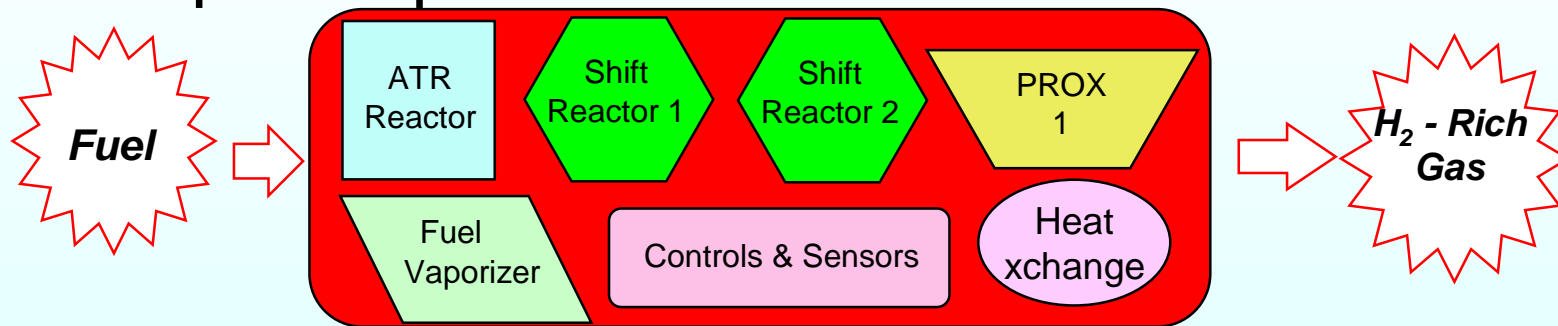 Fuel
ATR
Reactor
Shift
Reactor 1
Shift
Reactor 2
PROX
1
H₂ - Rich
Gas
Fuel
Vaporizer
Controls & Sensors
Heat
xchange